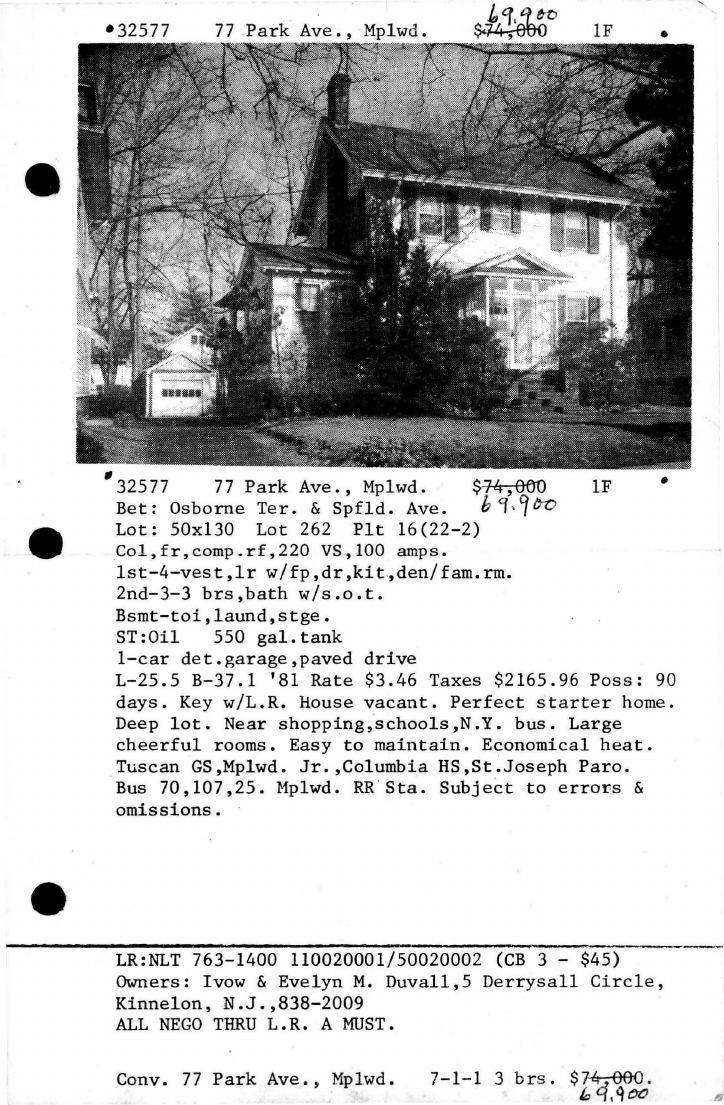 69,900
32577 77 Park Ave., Mplwd. $74,000 1F
32577 77 Park Ave., Mplwd. $74,000 1F
Bet: Osborne Ter. & Spfld. Ave. 69,900
Lot: 50x130 Lot 262 Plt 16(22-2)
Col,fr,comp.rf,220 VS,100 amps.
1st-4-vest,lr w/fp,dr,kit,den/fam.rm.
2nd-3-3 brs,bath w/s.o.t.
Bsmt-toi,laund,stge.
ST:Oil 550 gal.tank
1-car det.garage,paved drive
L-25.5 B-37.1 '81 Rate $3.46 Taxes $2165.96 Poss: 90
days. Key w/L.R. House vacant. Perfect starter home.
Deep lot. Near shopping,schools,N.Y. bus. Large
cheerful rooms. Easy to maintain. Economical heat.
Tuscan GS,Mplwd. Jr.,Columbia HS,St.Joseph Paro.
Bus 70,107,25. Mplwd. RR Sta. Subject to errors &
omissions.
LR:NLT 763-1400 110020001/50020002 (CB 3 - $45)
Owners: Ivow & Evelyn M. Duvall,5 Derrysall Circle,
Kinnelon, N.J.,838-2009
ALL NEGO THRU L.R. A MUST.
Conv. 77 Park Ave., Mplwd. 7-1-1 3 brs. $74,000.
69,900